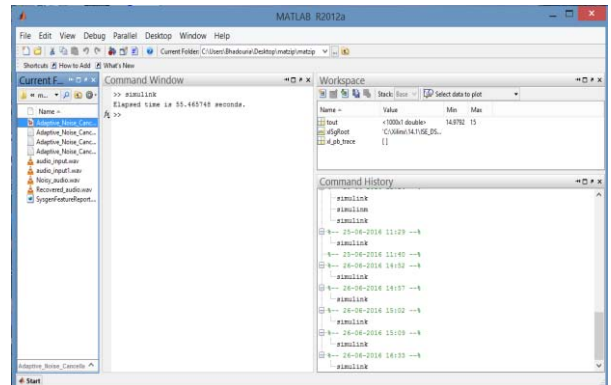 MATLAB R2012a
File Edit View Debug Parallel Desktop Window Help
Current Folder: C:\Users\Bhadouria\Desktop\matzip\matzip
Shortcuts How to Add What's New
Current F...
« m...
Name
Adaptive_Noise_Canc...
Adaptive_Noise_Canc...
Adaptive_Noise_Canc...
Adaptive_Noise_Canc...
audio_input.wav
audio_input1.wav
Noisy_audio.wav
Recovered_audio.wav
SysgenFeatureReport...
Adaptive_Noise_Cancella
Command Window
>> simulink
Elapsed time is 55.465748 seconds.
fx >>
Workspace
Stack: Base Select data to plot
Name Value Min Max
tout <1000x1 double> 14.9792 15
xlSgRoot 'C:\Xilinx\14.1\ISE_DS...
xl_pb_trace []
Command History
simulink
simulinm
simulink
%-- 25-06-2016 11:29 --%
simulink
%-- 25-06-2016 11:40 --%
%-- 26-06-2016 14:52 --%
simulink
%-- 26-06-2016 14:57 --%
simulink
%-- 26-06-2016 15:02 --%
simulink
%-- 26-06-2016 15:09 --%
simulink
%-- 26-06-2016 16:33 --%
simulink
Start